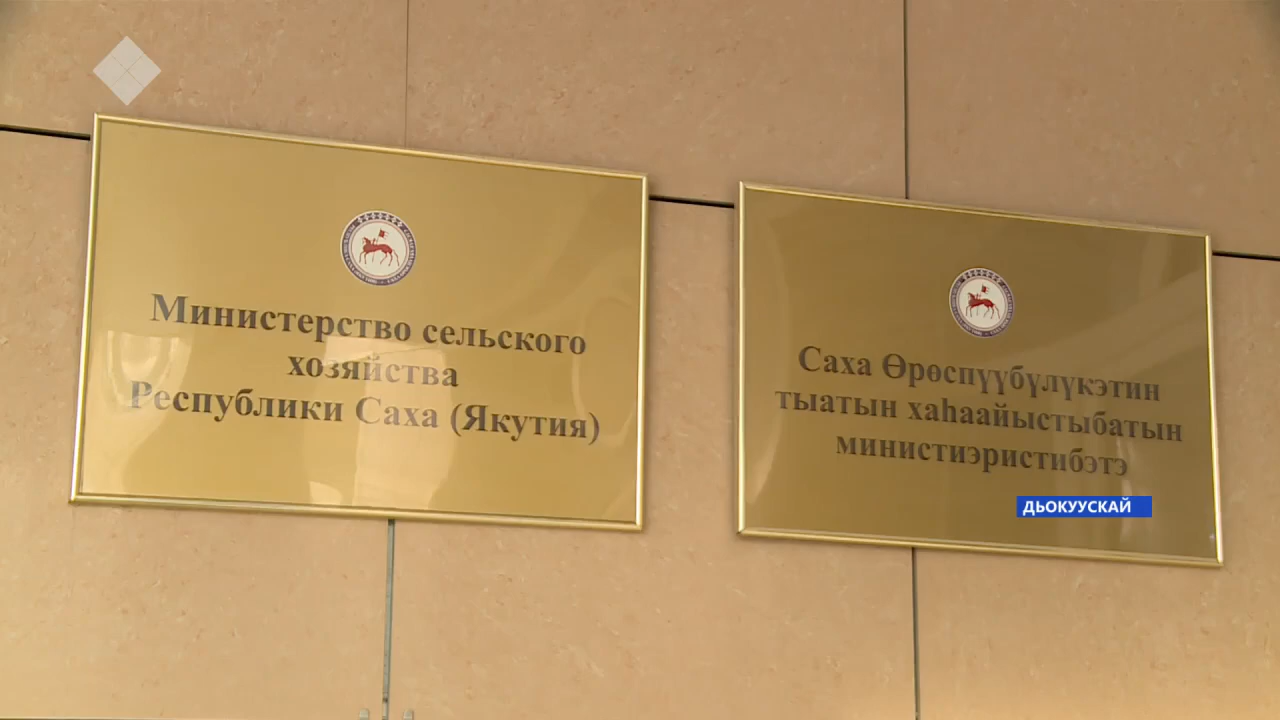 Министерство сельского
хозяйства
Республики Саха (Якутия)
Саха Өрөспүүбүлүкэтин
тыатын хаһаайыстыбатын
министиэристибэтэ
ДЬОКУУСКАЙ